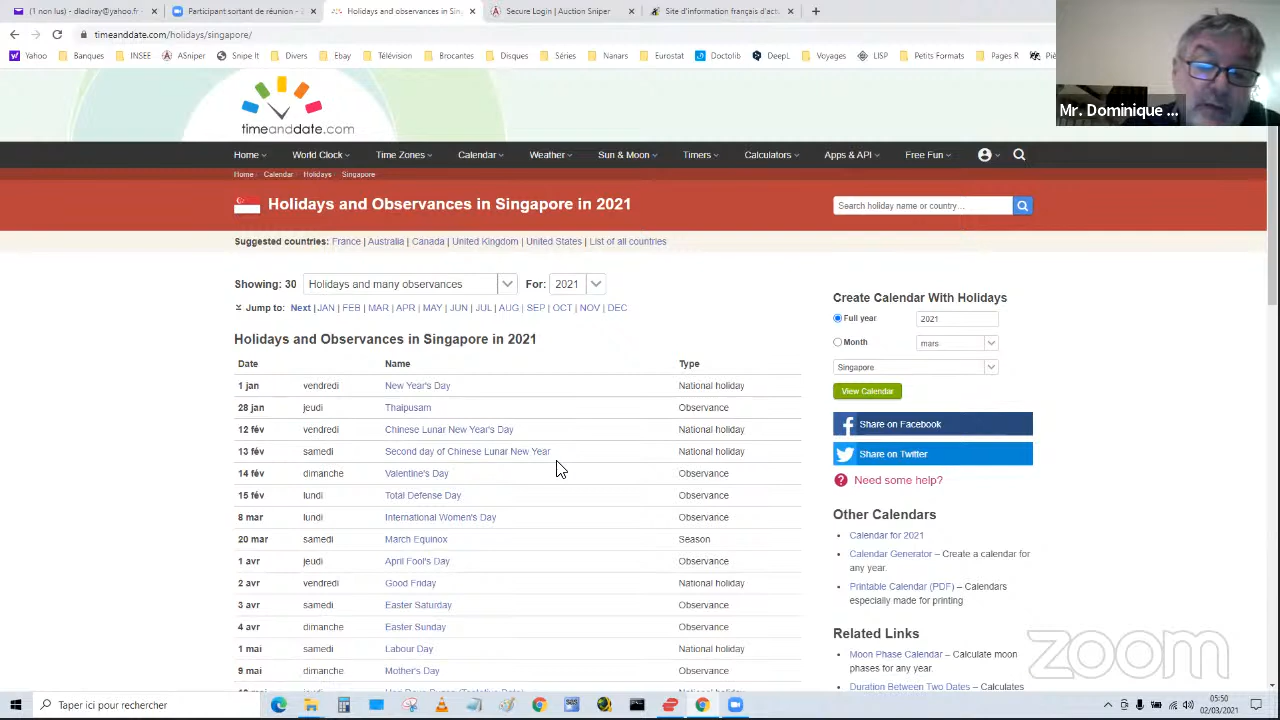 (1 non lu) - dladiray@yahoo.fr -
Participant sortant de réunion - Z
Holidays and observances in Sin
Secure Login | Auction Sniper
Site d'information français d'act
timeanddate.com/holidays/singapore/
Yahoo
Banques
INSEE
ASniper
Snipe It
Divers
Ebay
Télévision
Brocantes
Disques
Séries
Nanars
Eurostat
Doctolib
DeepL
Voyages
LISP
Petits Formats
Pages R
Mr. Dominique ...
timeanddate.com
Home
World Clock
Time Zones
Calendar
Weather
Sun & Moon
Timers
Calculators
Apps & API
Free Fun
Home
Calendar
Holidays
Singapore
Holidays and Observances in Singapore in 2021
Search holiday name or country...
Suggested countries: France | Australia | Canada | United Kingdom | United States | List of all countries
Showing: 30 Holidays and many observances For: 2021
Jump to: Next | JAN | FEB | MAR | APR | MAY | JUN | JUL | AUG | SEP | OCT | NOV | DEC
Holidays and Observances in Singapore in 2021
Date Name Type
1 jan vendredi New Year's Day National holiday
28 jan jeudi Thaipusam Observance
12 fév vendredi Chinese Lunar New Year's Day National holiday
13 fév samedi Second day of Chinese Lunar New Year National holiday
14 fév dimanche Valentine's Day Observance
15 fév lundi Total Defense Day Observance
8 mar lundi International Women's Day Observance
20 mar samedi March Equinox Season
1 avr jeudi April Fool's Day Observance
2 avr vendredi Good Friday National holiday
3 avr samedi Easter Saturday Observance
4 avr dimanche Easter Sunday Observance
1 mai samedi Labour Day National holiday
9 mai dimanche Mother's Day Observance
Create Calendar With Holidays
Full year 2021
Month mars
Singapore
View Calendar
Share on Facebook
Share on Twitter
Need some help?
Other Calendars
Calendar for 2021
Calendar Generator – Create a calendar for
any year.
Printable Calendar (PDF) – Calendars
especially made for printing
Related Links
Moon Phase Calendar – Calculate moon
phases for any year.
Duration Between Two Dates – Calculates
zoom
Taper ici pour rechercher
05:50
02/03/2021